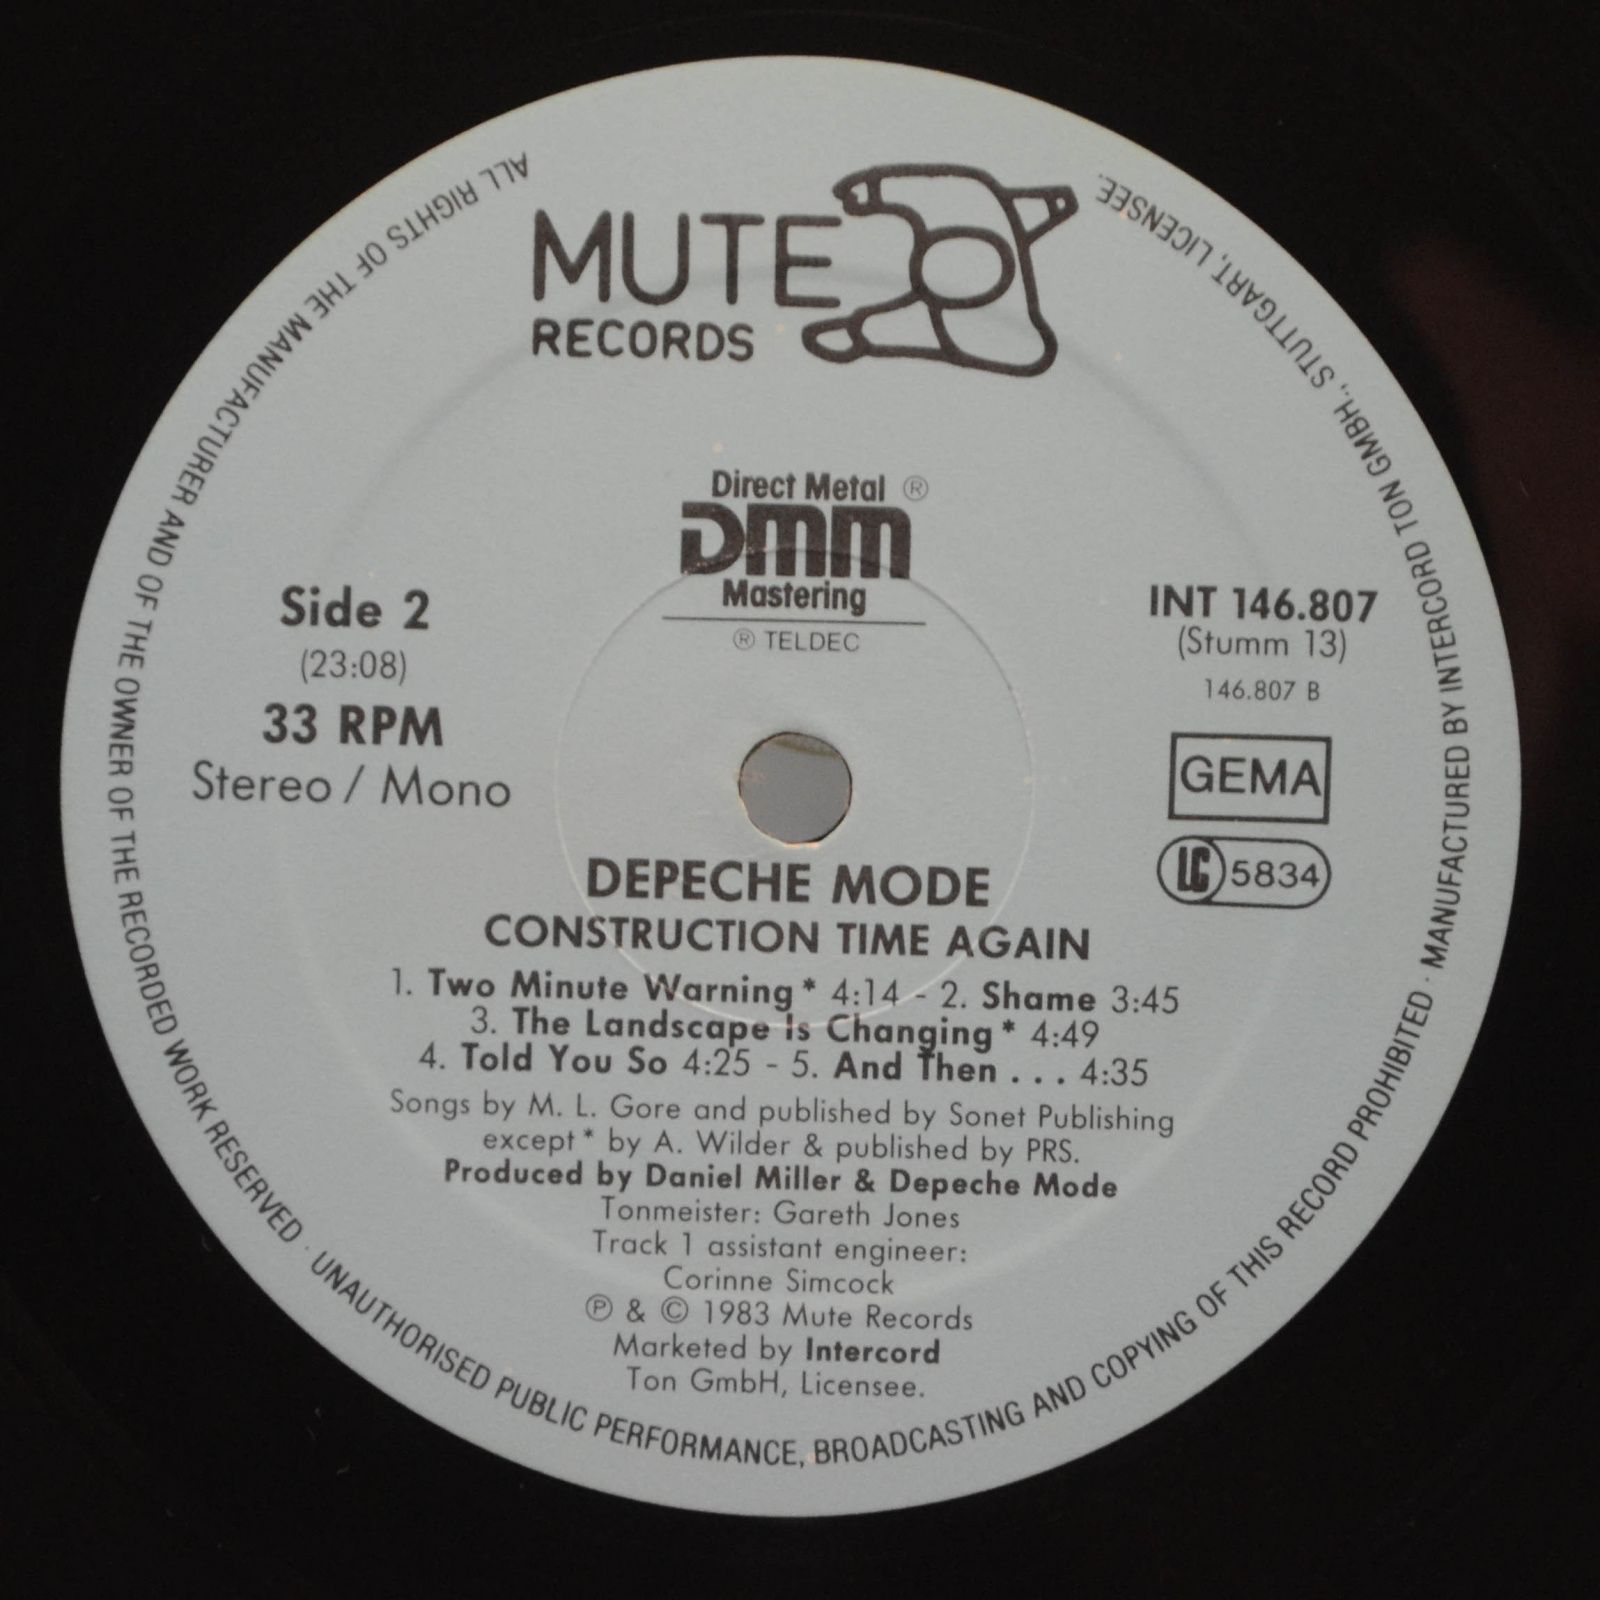 MUTE
RECORDS
Direct Metal ®
DMM
Mastering
® TELDEC
Side 2
(23:08)
33 RPM
Stereo / Mono
INT 146.807
(Stumm 13)
146.807 B
GEMA
LC 5834
DEPECHE MODE
CONSTRUCTION TIME AGAIN
1. Two Minute Warning * 4:14 - 2. Shame 3:45
3. The Landscape Is Changing * 4:49
4. Told You So 4:25 - 5. And Then . . . 4:35
Songs by M. L. Gore and published by Sonet Publishing
except * by A. Wilder & published by PRS.
Produced by Daniel Miller & Depeche Mode
Tonmeister: Gareth Jones
Track 1 assistant engineer:
Corinne Simcock
℗ & © 1983 Mute Records
Marketed by Intercord
Ton GmbH, Licensee.
ALL RIGHTS OF THE MANUFACTURER AND OF THE OWNER OF THE RECORDED WORK RESERVED · UNAUTHORISED PUBLIC PERFORMANCE, BROADCASTING AND COPYING OF THIS RECORD PROHIBITED · MANUFACTURED BY INTERCORD TON GMBH., STUTTGART, LICENSEE.